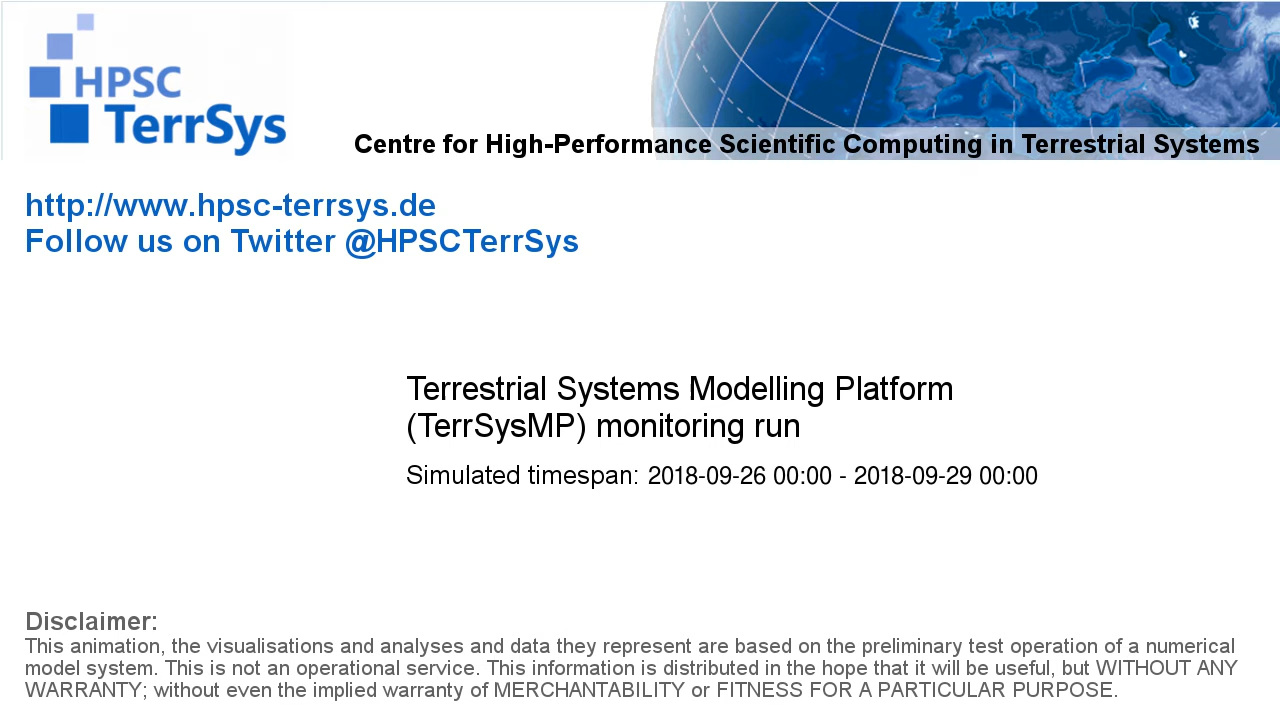 HPSC
TerrSys
Centre for High-Performance Scientific Computing in Terrestrial Systems
http://www.hpsc-terrsys.de
Follow us on Twitter @HPSCTerrSys
Terrestrial Systems Modelling Platform
(TerrSysMP) monitoring run
Simulated timespan: 2018-09-26 00:00 - 2018-09-29 00:00
Disclaimer:
This animation, the visualisations and analyses and data they represent are based on the preliminary test operation of a numerical
model system. This is not an operational service. This information is distributed in the hope that it will be useful, but WITHOUT ANY
WARRANTY; without even the implied warranty of MERCHANTABILITY or FITNESS FOR A PARTICULAR PURPOSE.